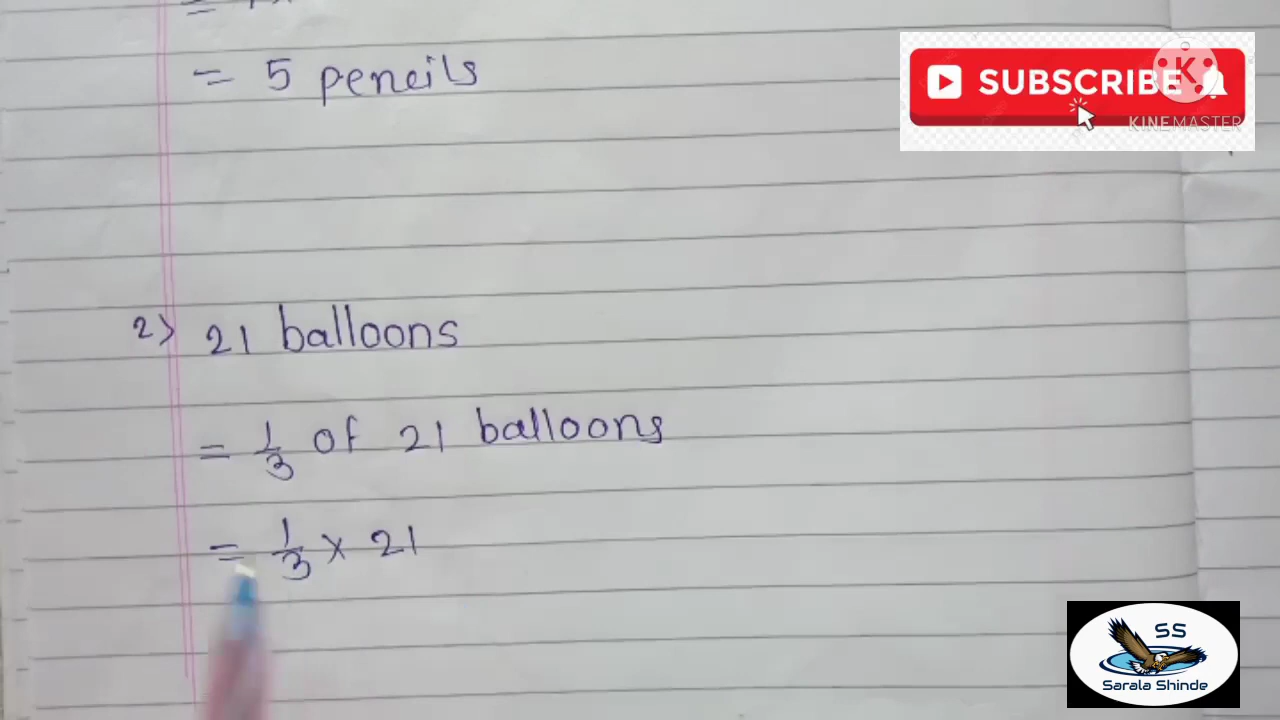 = 5 pencils
SUBSCRIBE
K
KINEMASTER
2) 21 balloons
= 1/3 of 21 balloons
= 1/3 × 21
SS
Sarala Shinde